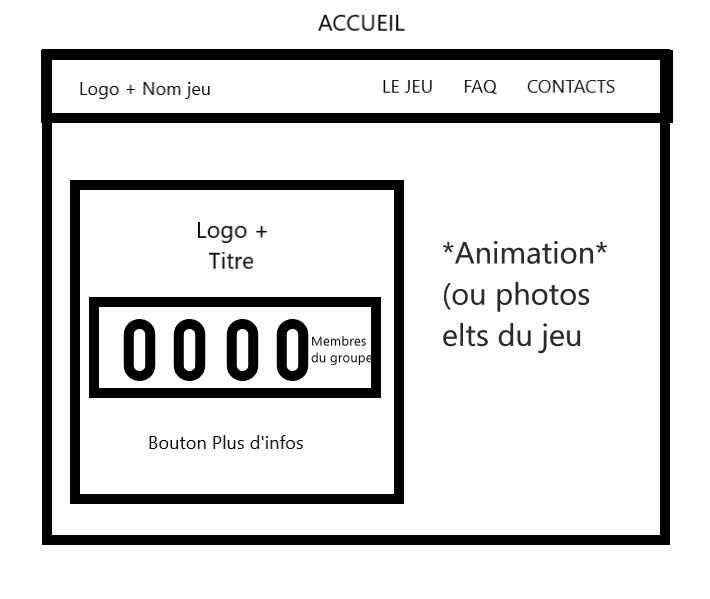 ACCUEIL
Logo + Nom jeu
LE JEU
FAQ
CONTACTS
Logo +
Titre
0000
Membres
du groupe
Bouton Plus d'infos
*Animation*
(ou photos
elts du jeu